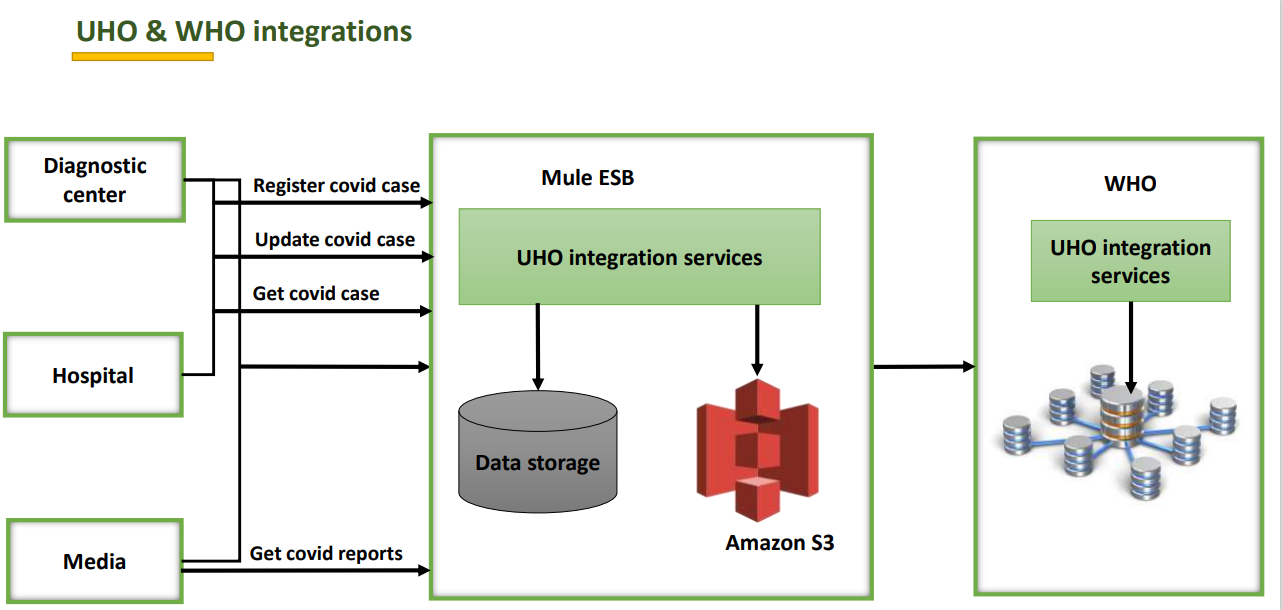 UHO & WHO integrations
Diagnostic
center
Hospital
Media
Register covid case
Update covid case
Get covid case
Get covid reports
Mule ESB
UHO integration services
Data storage
Amazon S3
WHO
UHO integration
services